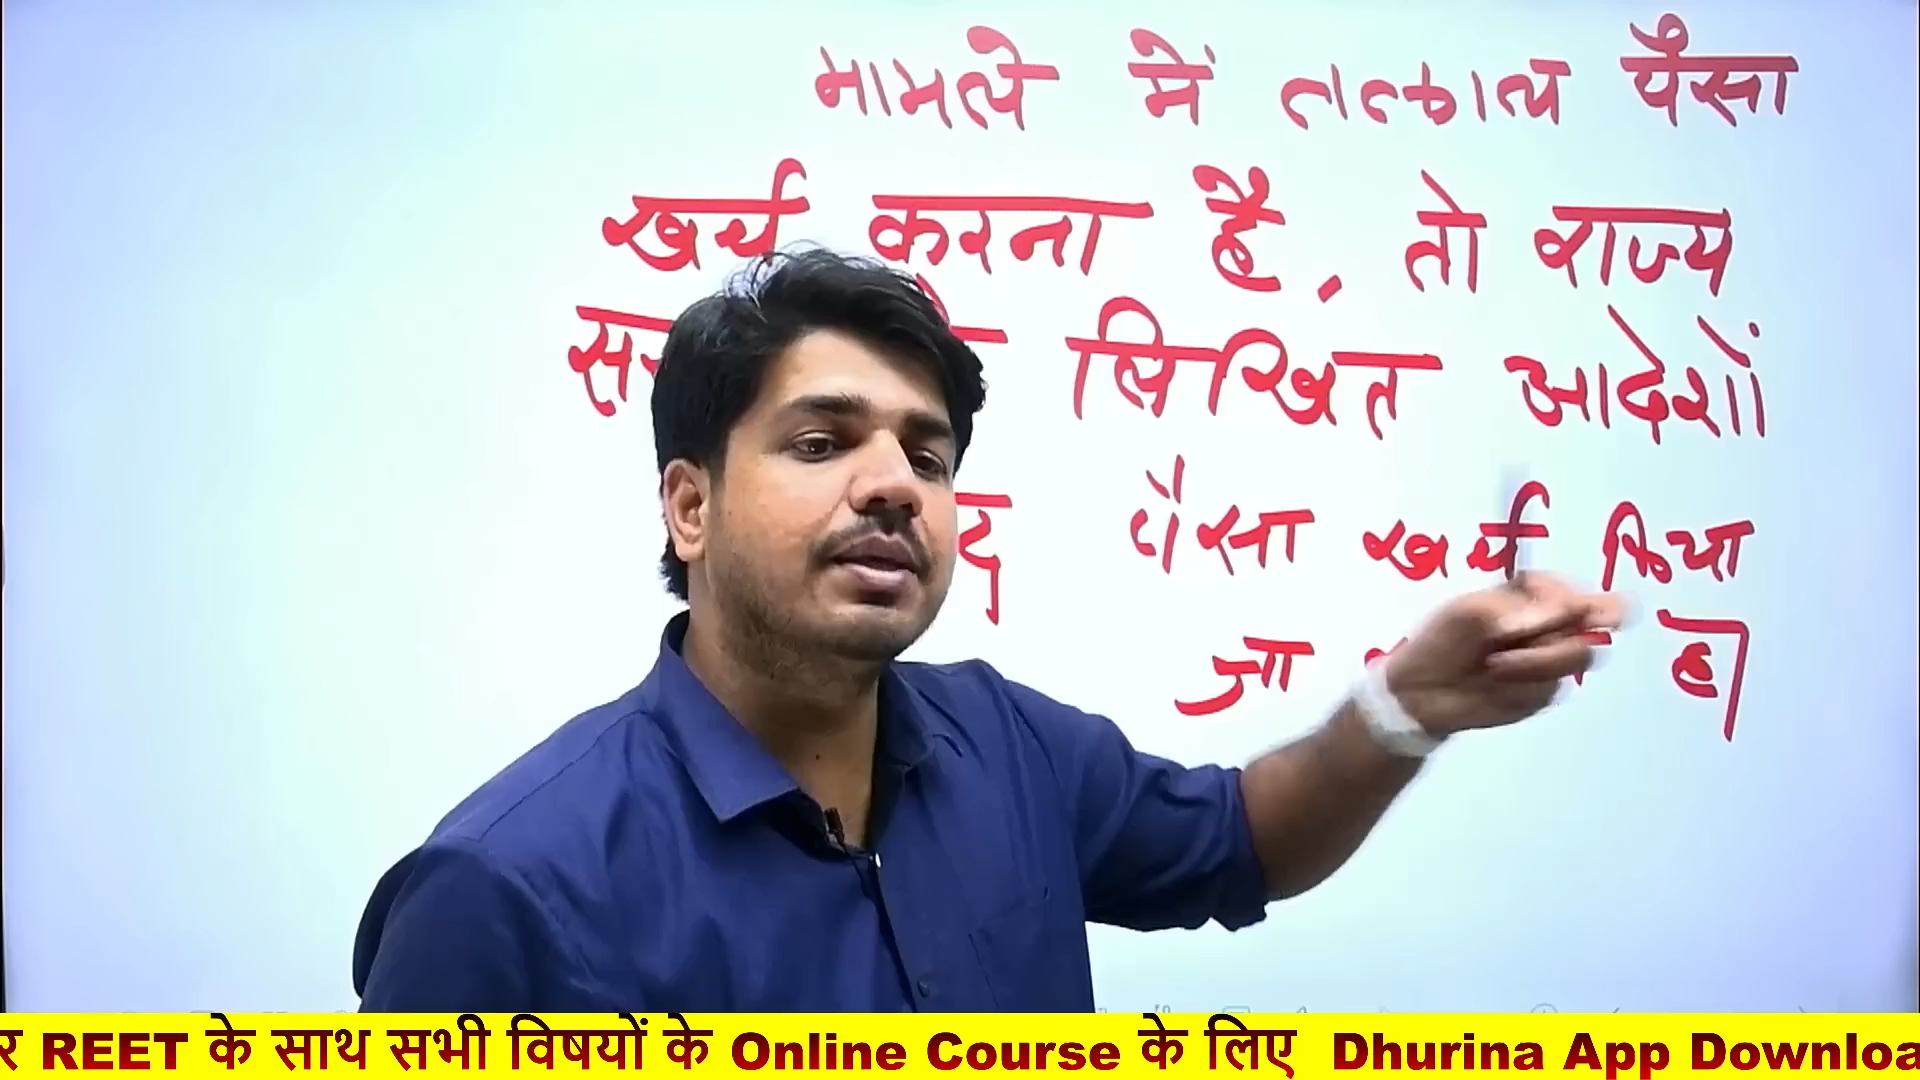 मामले में तत्काल पैसा
खर्च करना है, तो राज्य
लिखित आदेशों
पैसा खर्च किया
जा है।
र REET के साथ सभी विषयों के Online Course के लिए Dhurina App Downloa